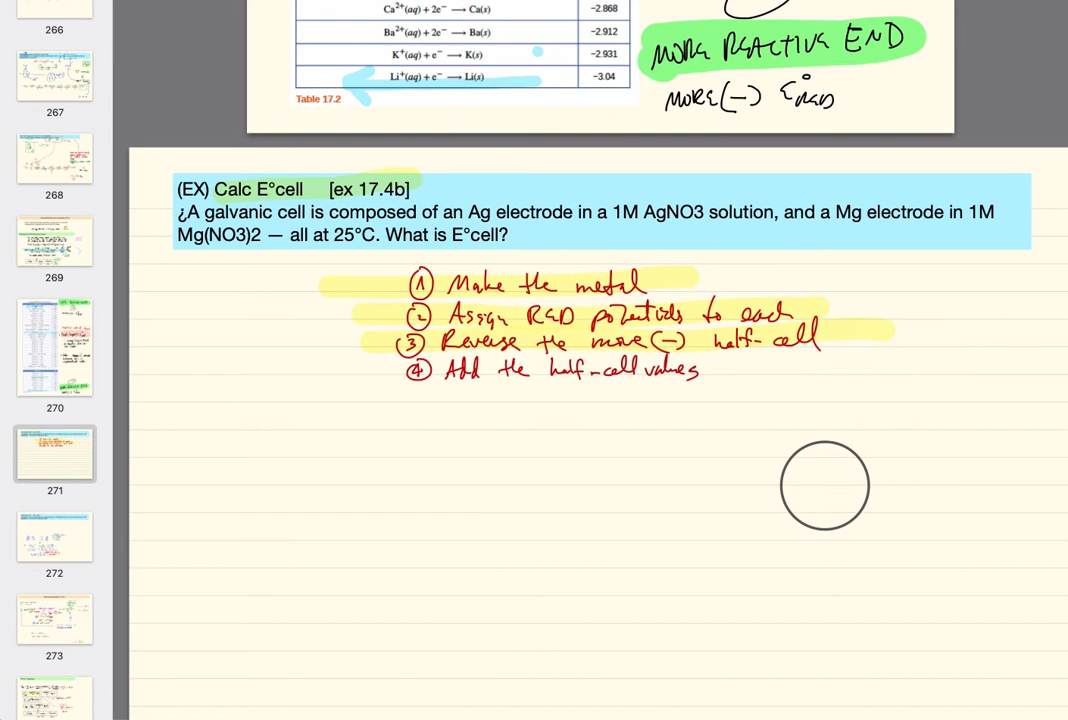 Ca²⁺(aq) + 2e⁻ ⟶ Ca(s) −2.868
Ba²⁺(aq) + 2e⁻ ⟶ Ba(s) −2.912
K⁺(aq) + e⁻ ⟶ K(s) −2.931
Li⁺(aq) + e⁻ ⟶ Li(s) −3.04
Table 17.2
MORE REACTIVE END
MORE (−) E°RED
(EX) Calc E°cell [ex 17.4b]
¿A galvanic cell is composed of an Ag electrode in a 1M AgNO3 solution, and a Mg electrode in 1M
Mg(NO3)2 — all at 25°C. What is E°cell?
① Make the metal
② Assign RED potentials to each
③ Reverse the more (−) half-cell
④ Add the half-cell values
266
267
268
269
270
271
272
273